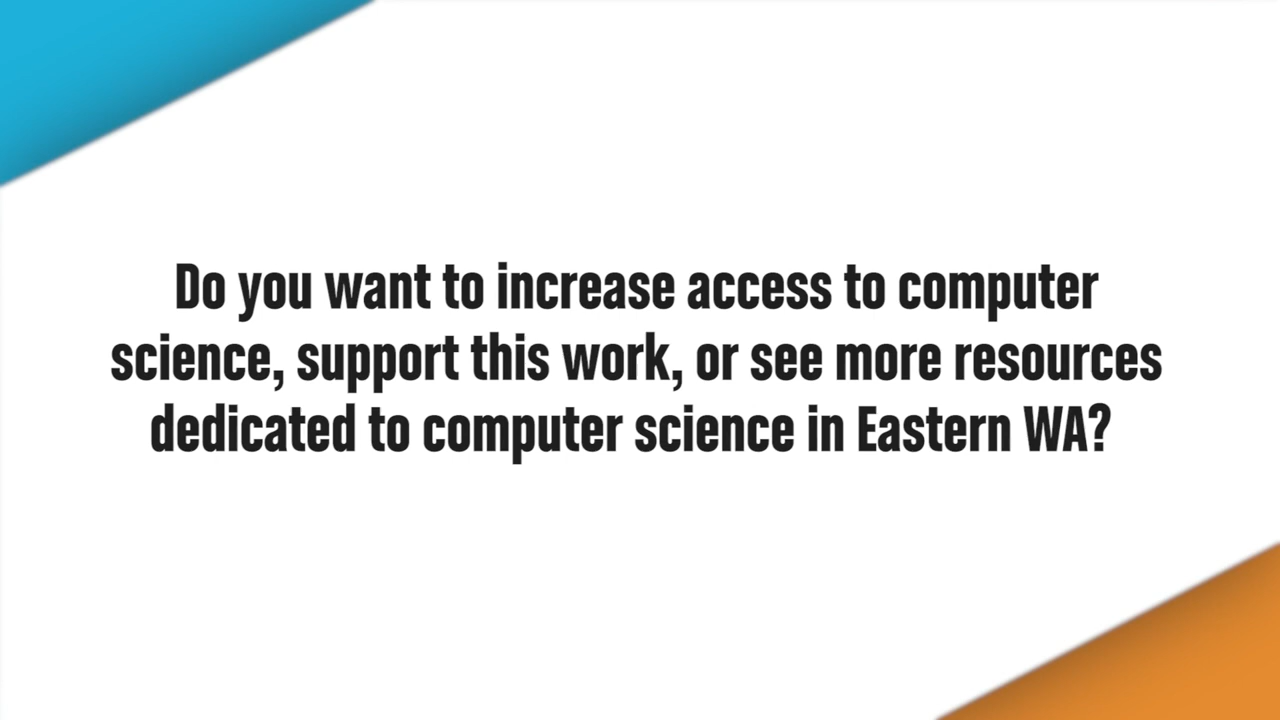 Do you want to increase access to computer
science, support this work, or see more resources
dedicated to computer science in Eastern WA?